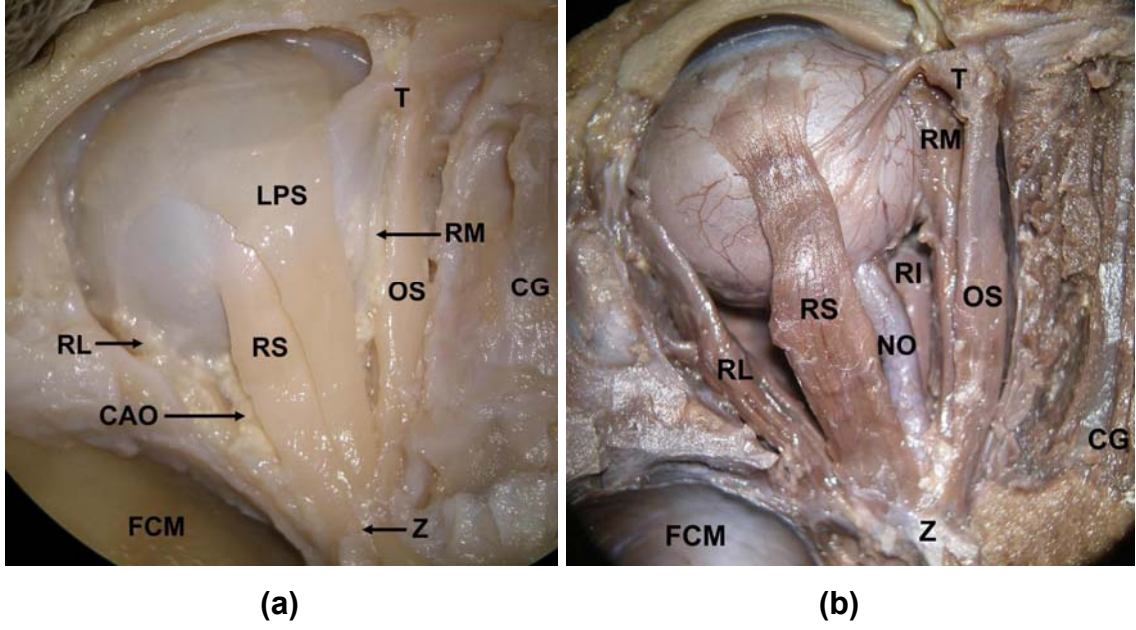 T
LPS
RM
OS
CG
RL
RS
CAO
FCM
Z
(a)
T
RM
RI
OS
RS
NO
RL
CG
FCM
Z
(b)